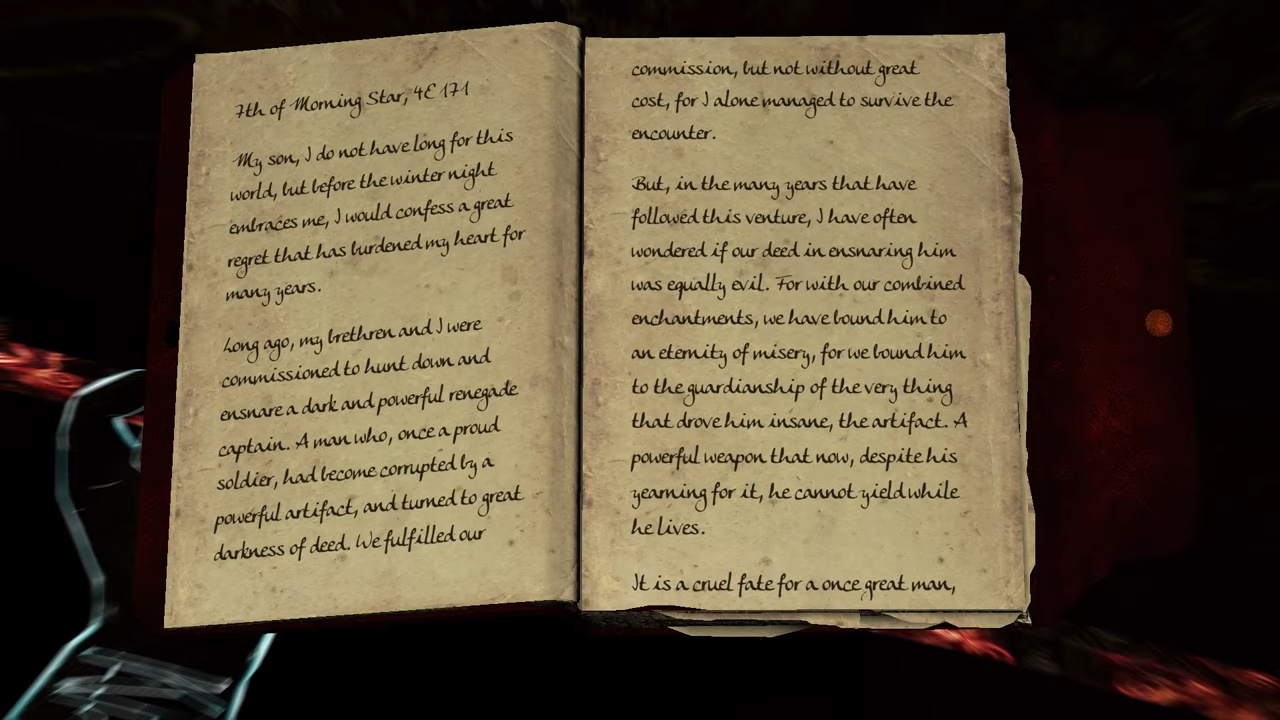 7th of Morning Star, 4E 171
My son, I do not have long for this
world, but before the winter night
embraces me, I would confess a great
regret that has burdened my heart for
many years.
Long ago, my brethren and I were
commissioned to hunt down and
ensnare a dark and powerful renegade
captain. A man who, once a proud
soldier, had become corrupted by a
powerful artifact, and turned to great
darkness of deed. We fulfilled our
commission, but not without great
cost, for I alone managed to survive the
encounter.
But, in the many years that have
followed this venture, I have often
wondered if our deed in ensnaring him
was equally evil. For with our combined
enchantments, we have bound him to
an eternity of misery, for we bound him
to the guardianship of the very thing
that drove him insane, the artifact. A
powerful weapon that now, despite his
yearning for it, he cannot yield while
he lives.
It is a cruel fate for a once great man,